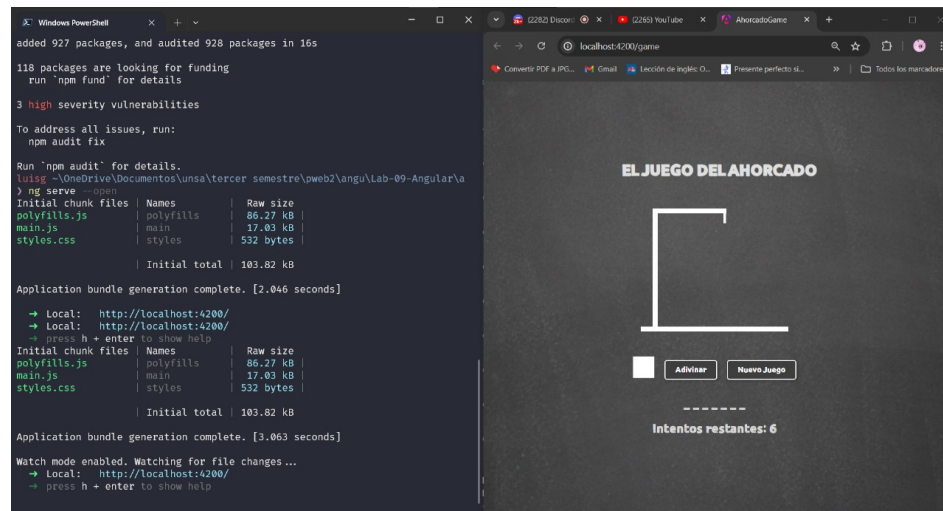 Windows PowerShell
added 927 packages, and audited 928 packages in 16s
118 packages are looking for funding
run `npm fund` for details
3 high severity vulnerabilities
To address all issues, run:
npm audit fix
Run `npm audit` for details.
luisg ~\OneDrive\Documentos\unsa\tercer semestre\pweb2\angu\Lab-09-Angular\a
❯ ng serve --open
Initial chunk files | Names | Raw size
polyfills.js | polyfills | 86.27 kB |
main.js | main | 17.03 kB |
styles.css | styles | 532 bytes |
| Initial total | 103.82 kB
Application bundle generation complete. [2.046 seconds]
➜ Local: http://localhost:4200/
➜ Local: http://localhost:4200/
➜ press h + enter to show help
Initial chunk files | Names | Raw size
polyfills.js | polyfills | 86.27 kB |
main.js | main | 17.03 kB |
styles.css | styles | 532 bytes |
| Initial total | 103.82 kB
Application bundle generation complete. [3.063 seconds]
Watch mode enabled. Watching for file changes...
➜ Local: http://localhost:4200/
➜ press h + enter to show help
(2282) Discord
(2265) YouTube
AhorcadoGame
localhost:4200/game
Convertir PDF a JPG...
Gmail
Lección de inglés: O...
Presente perfecto si...
Todos los marcadores
EL JUEGO DEL AHORCADO
Adivinar
Nuevo Juego
_ _ _ _ _ _ _
Intentos restantes: 6